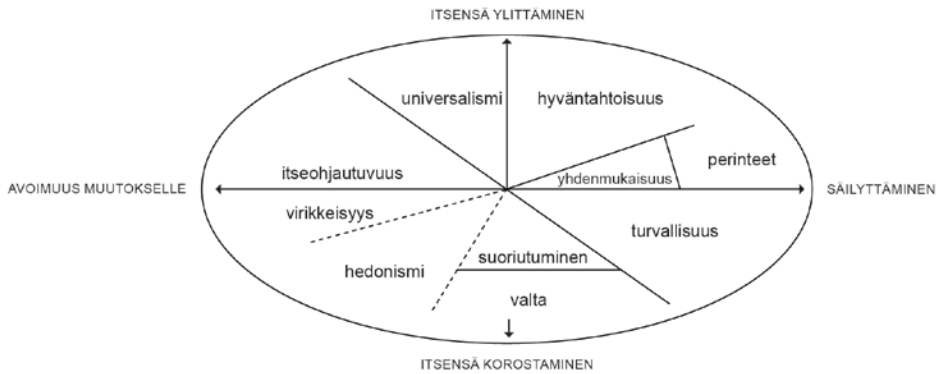 ITSENSÄ YLITTÄMINEN
universalismi
hyväntahtoisuus
perinteet
yhdenmukaisuus
itseohjautuvuus
AVOIMUUS MUUTOKSELLE
SÄILYTTÄMINEN
virikkeisyys
turvallisuus
suoriutuminen
hedonismi
valta
ITSENSÄ KOROSTAMINEN